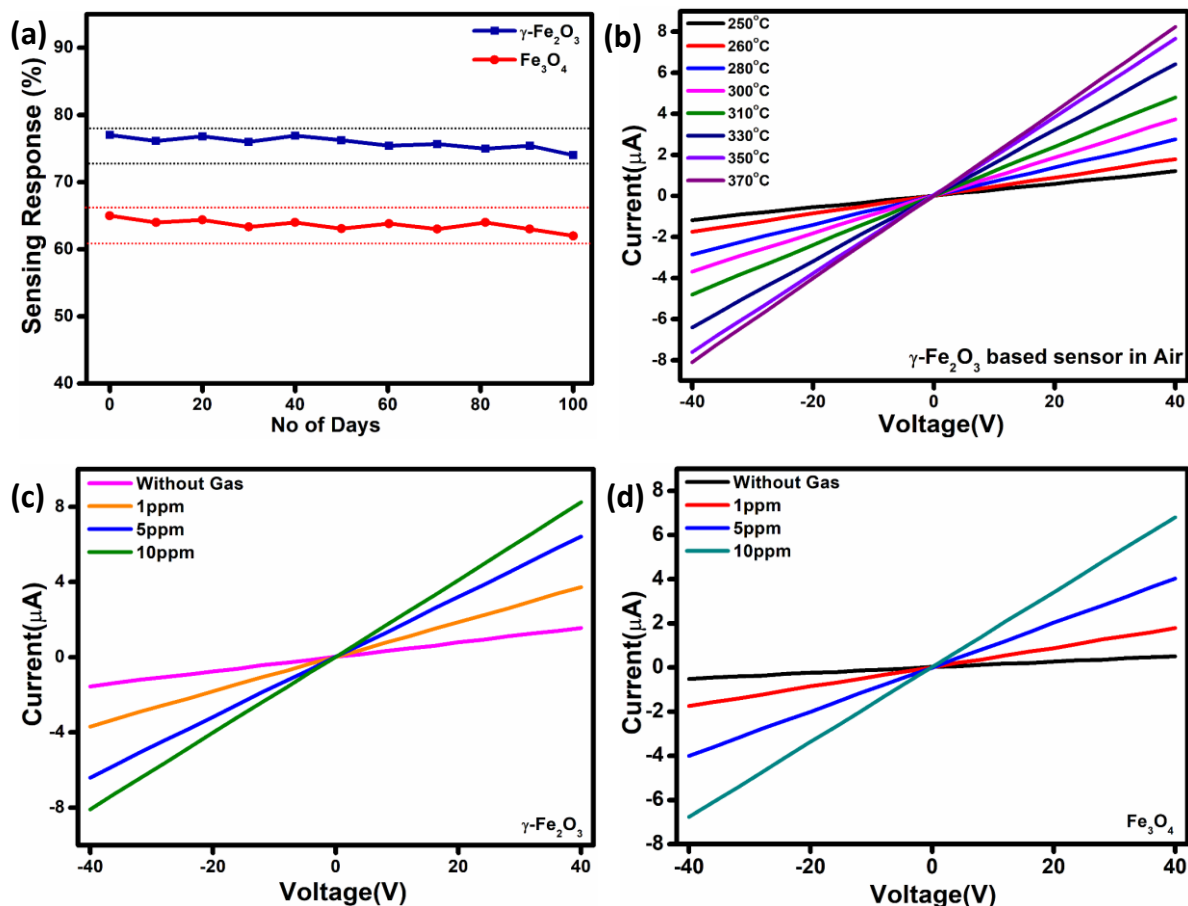 (a)
γ-Fe2O3
Fe3O4
Sensing Response (%)
90
80
70
60
50
40
0 20 40 60 80 100
No of Days
(b)
250°C
260°C
280°C
300°C
310°C
330°C
350°C
370°C
Current(μA)
8
6
4
2
0
-2
-4
-6
-8
γ-Fe2O3 based sensor in Air
-40 -20 0 20 40
Voltage(V)
(c)
Without Gas
1ppm
5ppm
10ppm
Current(μA)
8
4
0
-4
-8
γ-Fe2O3
-40 -20 0 20 40
Voltage(V)
(d)
Without Gas
1ppm
5ppm
10ppm
Current(μA)
8
6
4
2
0
-2
-4
-6
-8
Fe3O4
-40 -20 0 20 40
Voltage(V)